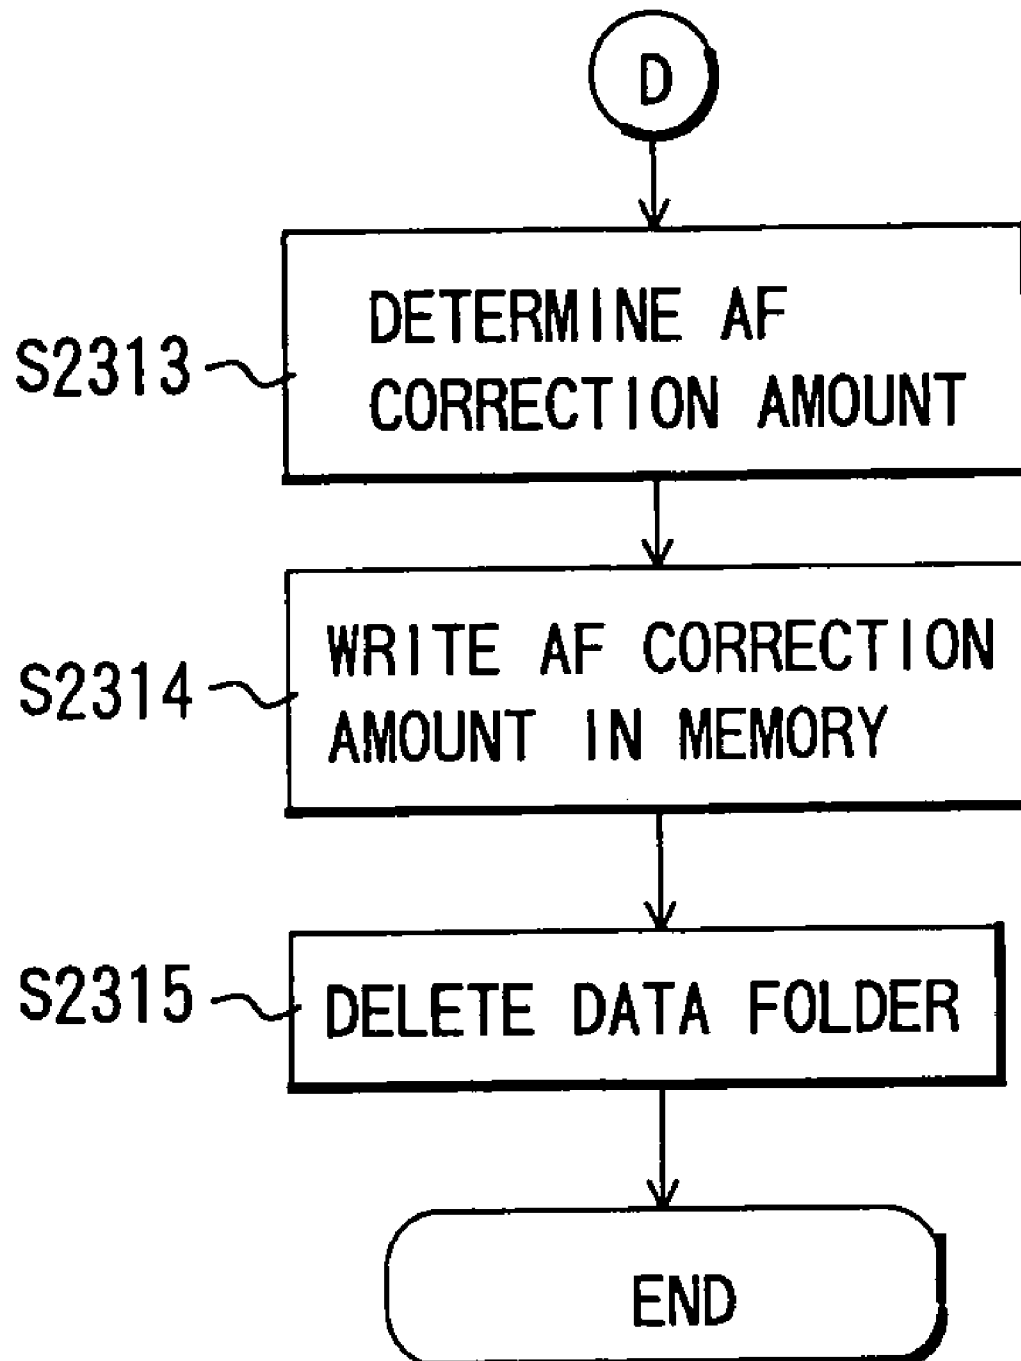 D
S2313
DETERMINE AF
CORRECTION AMOUNT
S2314
WRITE AF CORRECTION
AMOUNT IN MEMORY
S2315
DELETE DATA FOLDER
END